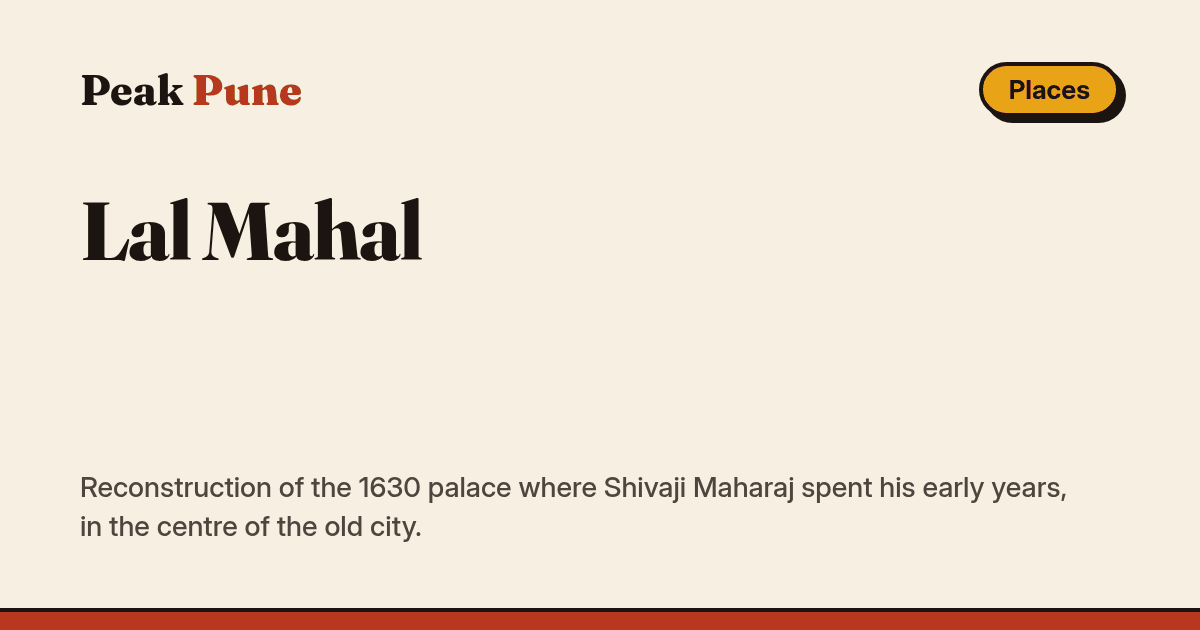 Peak Pune
Places
Lal Mahal
Reconstruction of the 1630 palace where Shivaji Maharaj spent his early years,
in the centre of the old city.